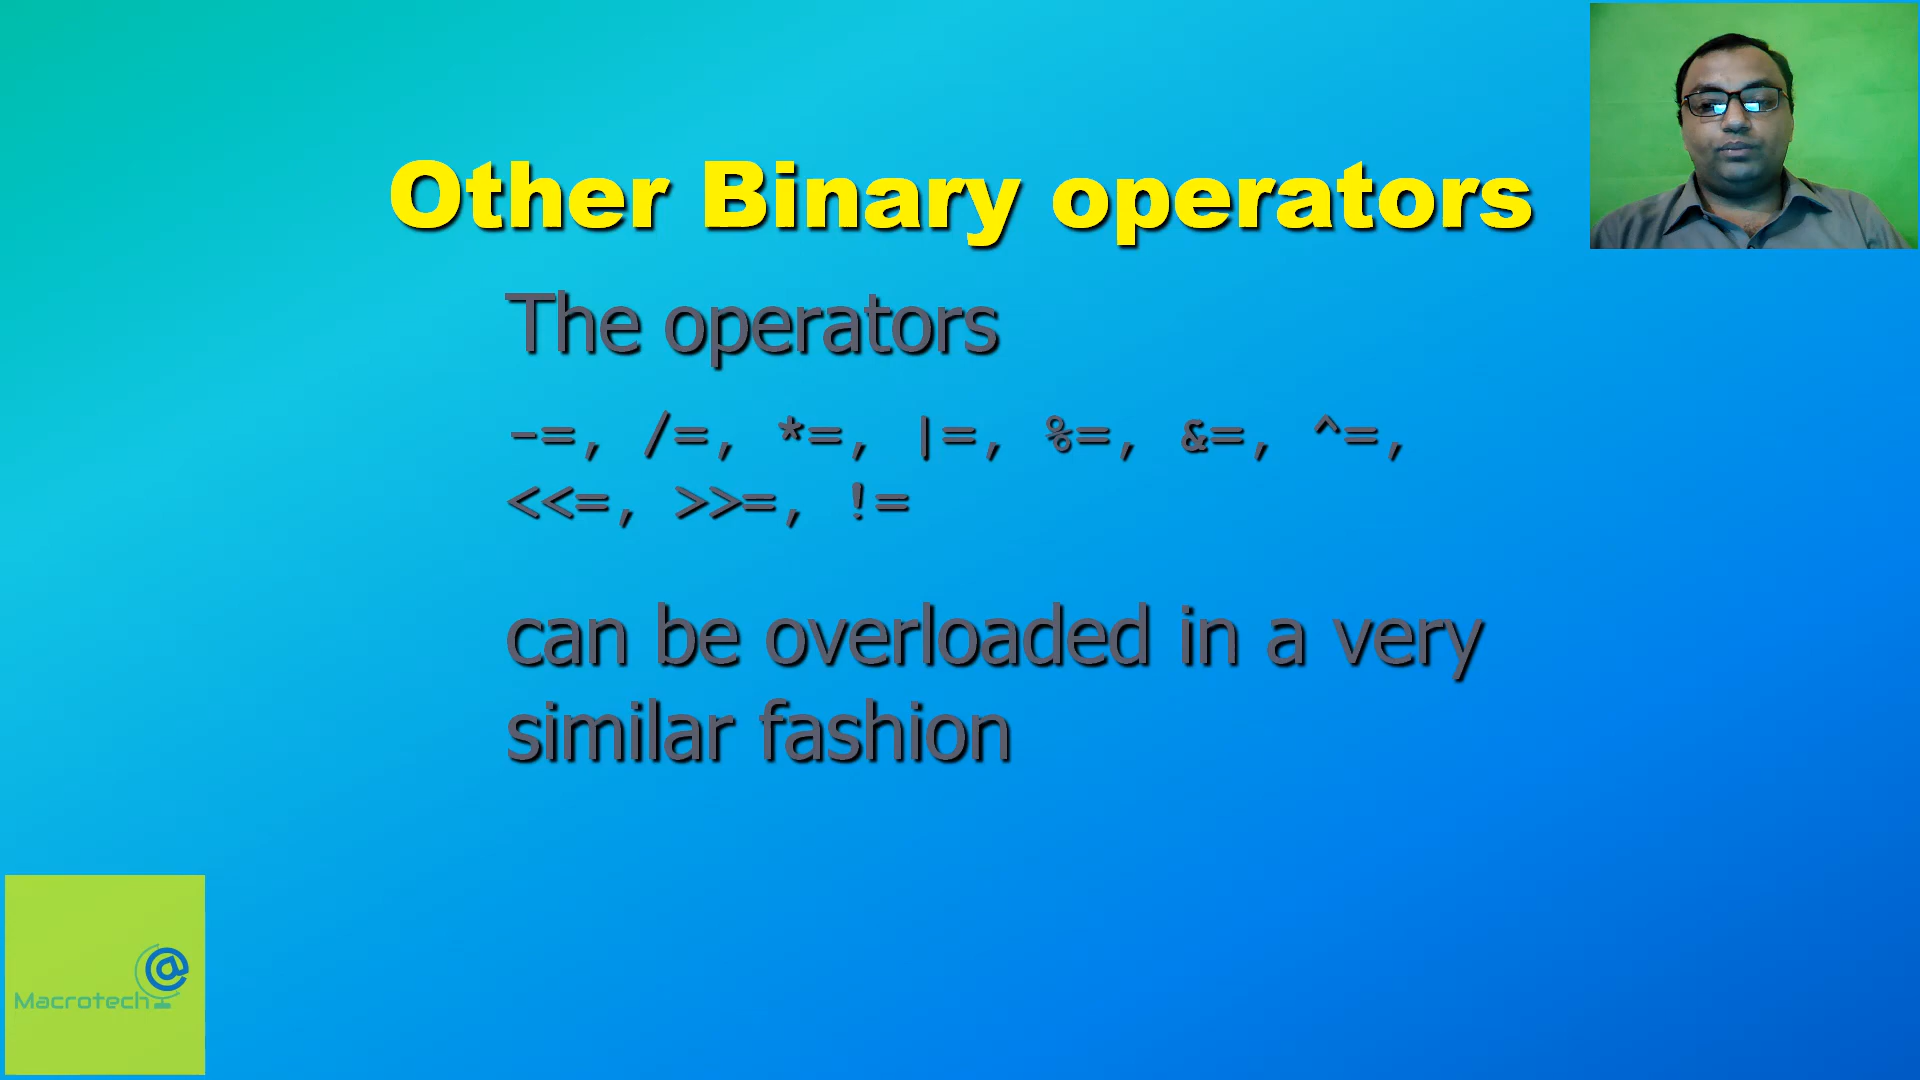 Other Binary operators
The operators
-=, /=, *=, |=, %=, &=, ^=,
<<=, >>=, !=
can be overloaded in a very
similar fashion
@
Macrotech